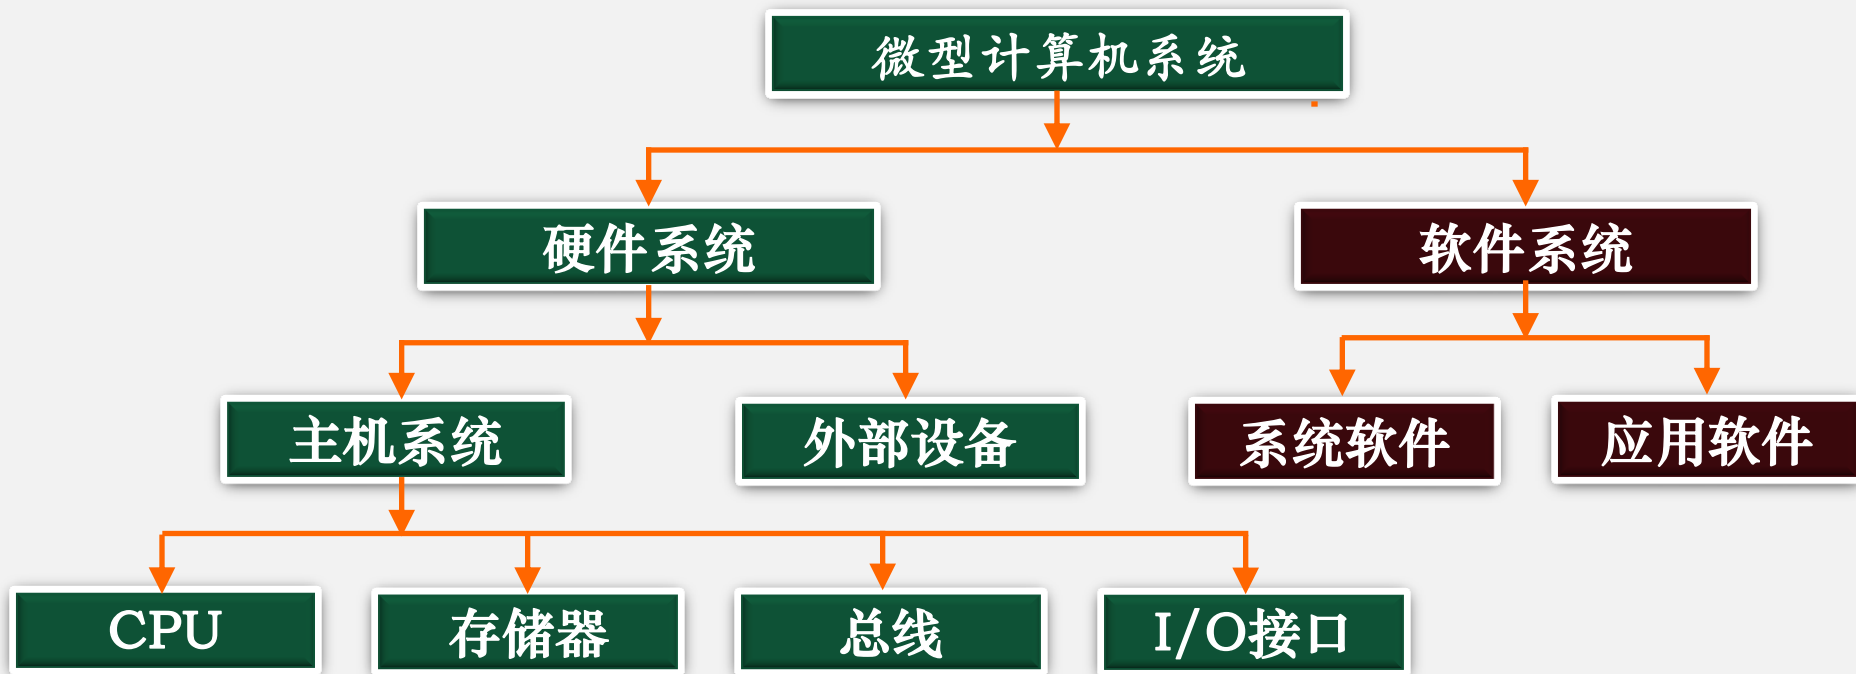 微型计算机系统
硬件系统
软件系统
主机系统
外部设备
系统软件
应用软件
CPU
存储器
总线
I/O接口